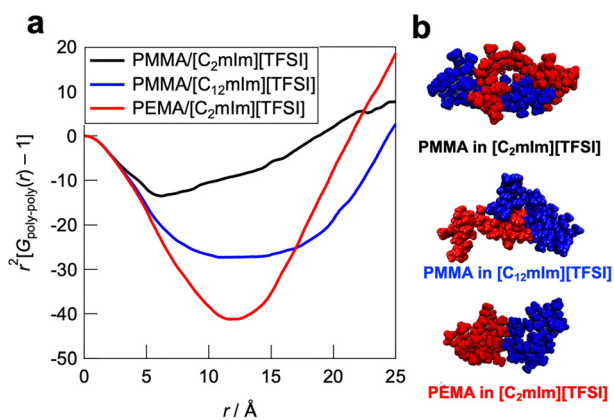 a
b
20
10
0
-10
-20
-30
-40
-50
r²[Gpoly-poly(r) − 1]
PMMA/[C₂mIm][TFSI]
PMMA/[C₁₂mIm][TFSI]
PEMA/[C₂mIm][TFSI]
0 5 10 15 20 25
r / Å
PMMA in [C₂mIm][TFSI]
PMMA in [C₁₂mIm][TFSI]
PEMA in [C₂mIm][TFSI]